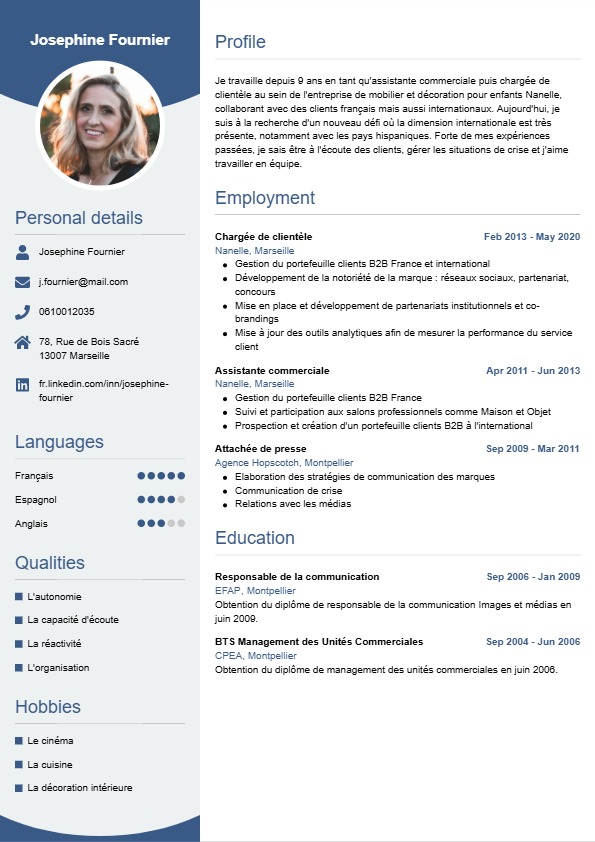 Josephine Fournier
Personal details
Josephine Fournier
j.fournier@mail.com
0610012035
78, Rue de Bois Sacré
13007 Marseille
fr.linkedin.com/inn/josephine-
fournier
Languages
Français
Espagnol
Anglais
Qualities
L'autonomie
La capacité d'écoute
La réactivité
L'organisation
Hobbies
Le cinéma
La cuisine
La décoration intérieure
Profile
Je travaille depuis 9 ans en tant qu'assistante commerciale puis chargée de
clientèle au sein de l'entreprise de mobilier et décoration pour enfants Nanelle,
collaborant avec des clients français mais aussi internationaux. Aujourd'hui, je
suis à la recherche d'un nouveau défi où la dimension internationale est très
présente, notamment avec les pays hispaniques. Forte de mes expériences
passées, je sais être à l'écoute des clients, gérer les situations de crise et j'aime
travailler en équipe.
Employment
Chargée de clientèle Feb 2013 - May 2020
Nanelle, Marseille
• Gestion du portefeuille clients B2B France et international
• Développement de la notoriété de la marque : réseaux sociaux, partenariat,
concours
• Mise en place et développement de partenariats institutionnels et co-
brandings
• Mise à jour des outils analytiques afin de mesurer la performance du service
client
Assistante commerciale Apr 2011 - Jun 2013
Nanelle, Marseille
• Gestion du portefeuille clients B2B France
• Suivi et participation aux salons professionnels comme Maison et Objet
• Prospection et création d'un portefeuille clients B2B à l'international
Attachée de presse Sep 2009 - Mar 2011
Agence Hopscotch, Montpellier
• Elaboration des stratégies de communication des marques
• Communication de crise
• Relations avec les médias
Education
Responsable de la communication Sep 2006 - Jan 2009
EFAP, Montpellier
Obtention du diplôme de responsable de la communication Images et médias en
juin 2009.
BTS Management des Unités Commerciales Sep 2004 - Jun 2006
CPEA, Montpellier
Obtention du diplôme de management des unités commerciales en juin 2006.